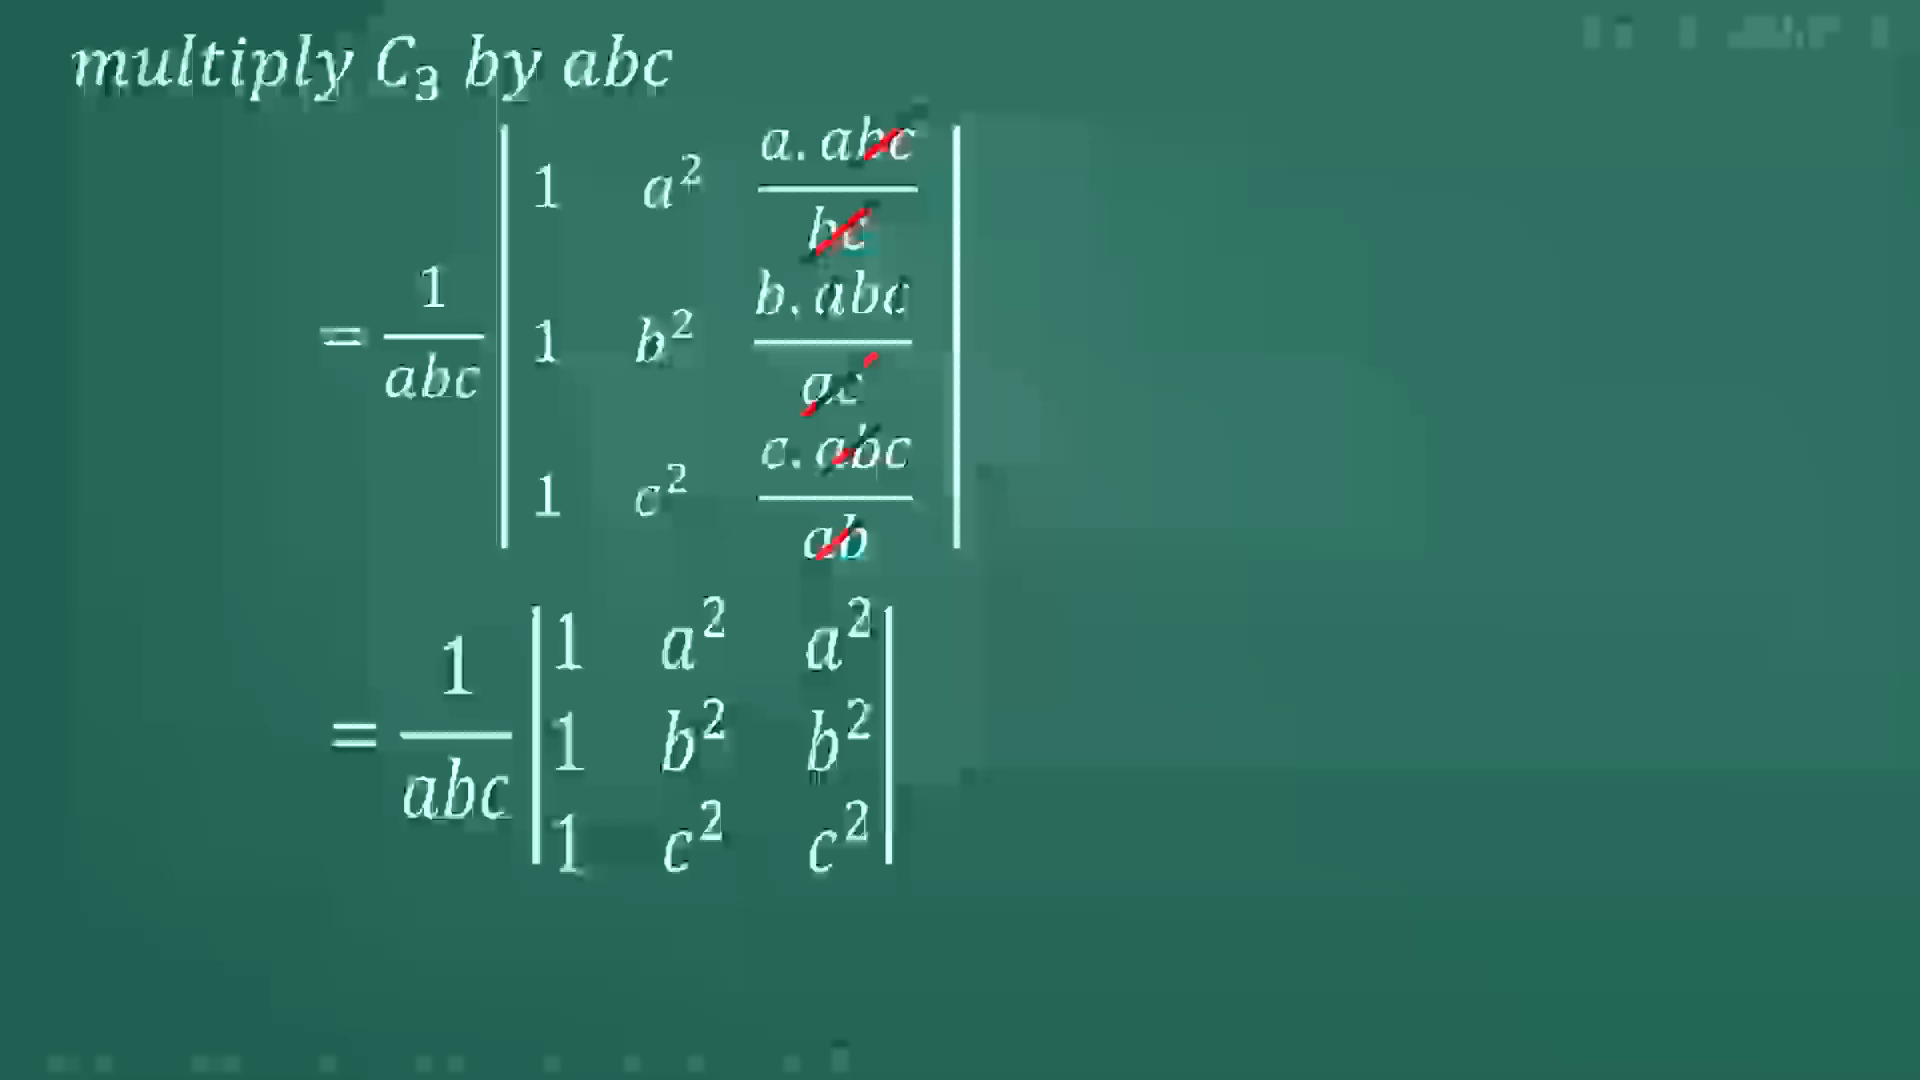 multiply C₃ by abc
= 1/abc | 1 a² a.abc/bc |
| 1 b² b.abc/ac |
| 1 c² c.abc/ab |
= 1/abc | 1 a² a² |
| 1 b² b² |
| 1 c² c² |